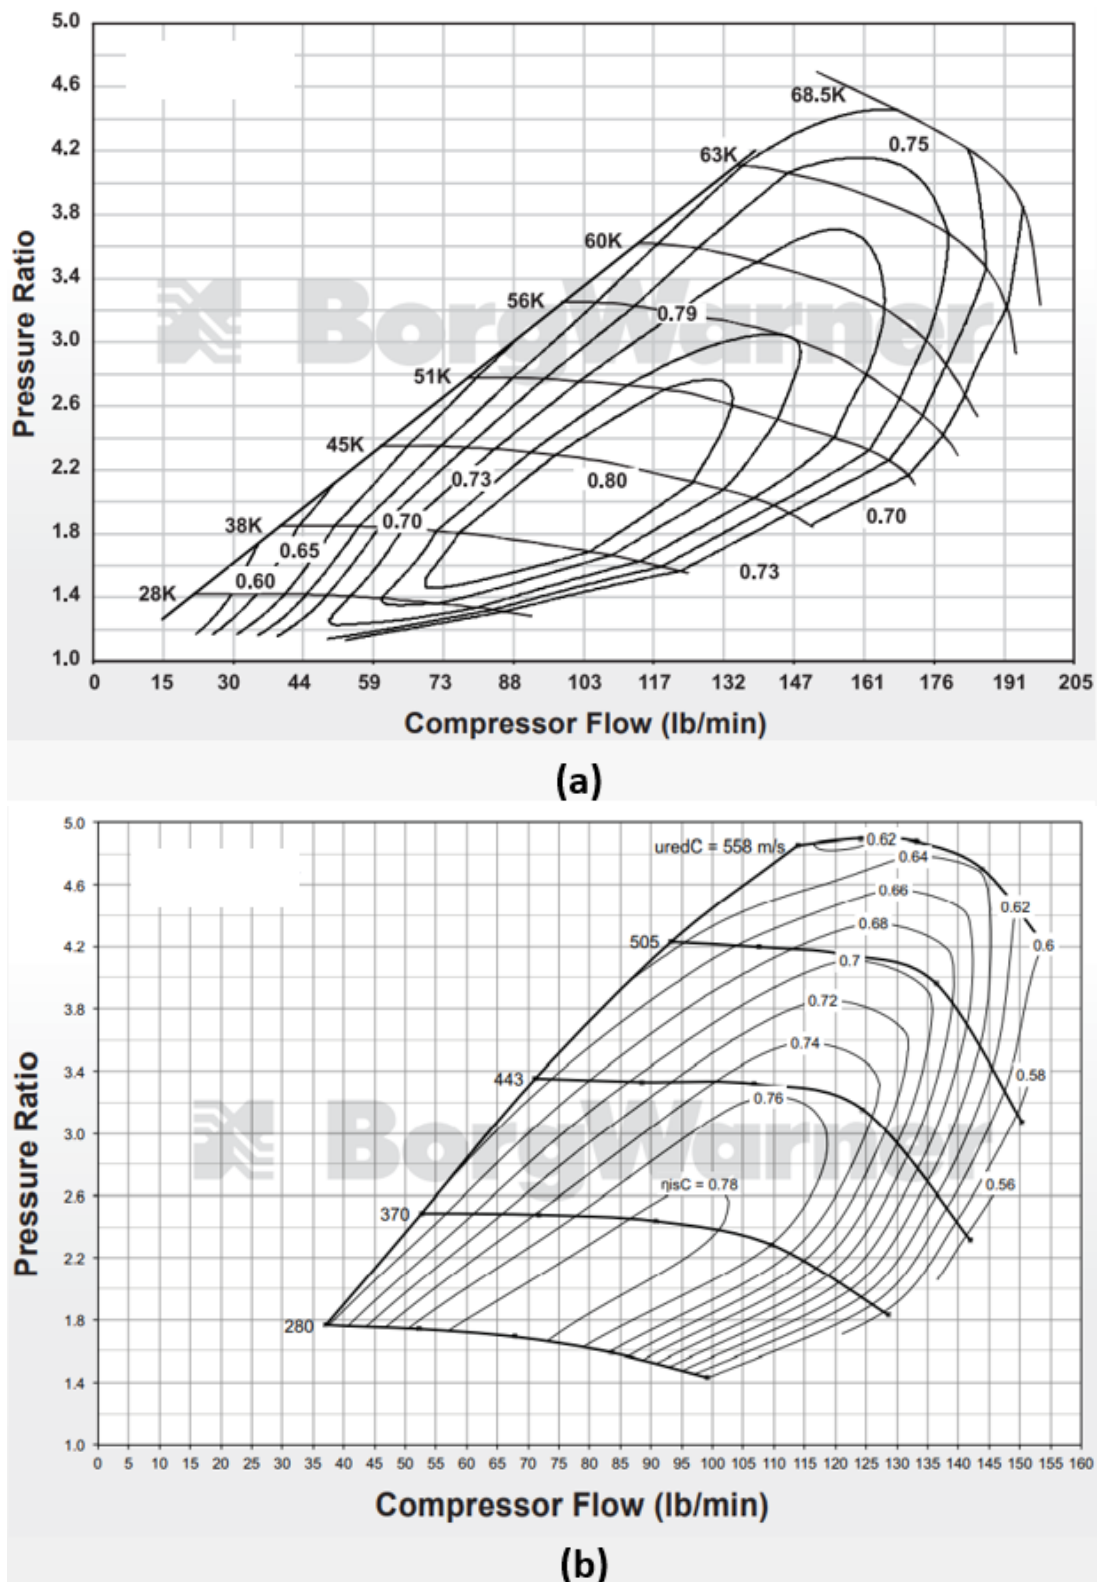 5.0
4.6
68.5K
0.75
4.2
63K
3.8
60K
3.4
56K
0.79
BorgWarner
3.0
51K
2.6
45K
2.2
0.73
0.80
38K
0.70
0.70
1.8
0.65
0.73
0.60
28K
1.4
1.0
Pressure Ratio
0 15 30 44 59 73 88 103 117 132 147 161 176 191 205
Compressor Flow (lb/min)
(a)
5.0
uredC = 558 m/s
0.62
0.64
4.6
0.66
0.62
0.68
4.2
505
0.6
0.7
3.8
0.72
0.74
3.4
443
0.58
0.76
BorgWarner
3.0
2.6
ηisC = 0.78
0.56
370
2.2
1.8
280
1.4
1.0
Pressure Ratio
0 5 10 15 20 25 30 35 40 45 50 55 60 65 70 75 80 85 90 95 100 105 110 115 120 125 130 135 140 145 150 155 160
Compressor Flow (lb/min)
(b)